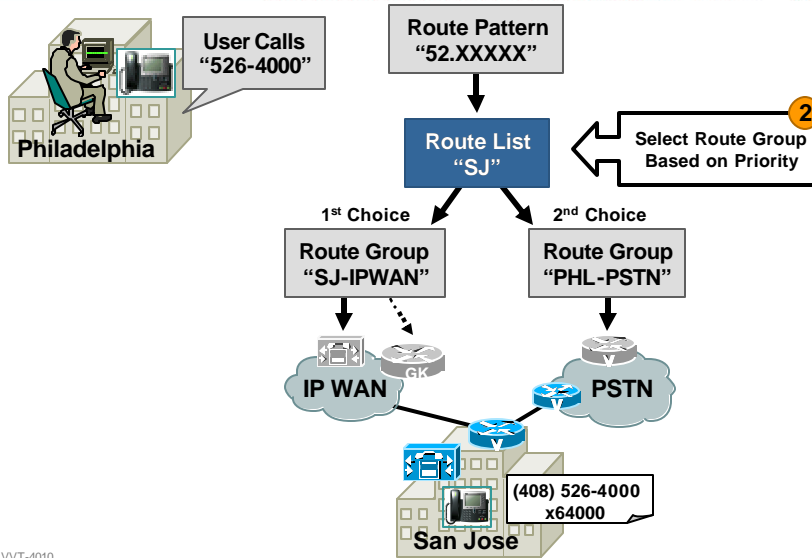 User Calls
“526-4000”
Philadelphia
Route Pattern
“52.XXXXX”
Route List
“SJ”
2
Select Route Group
Based on Priority
1st Choice
2nd Choice
Route Group
“SJ-IPWAN”
Route Group
“PHL-PSTN”
GK
V
IP WAN
PSTN
V
V
(408) 526-4000
x64000
San Jose
VVT-4010